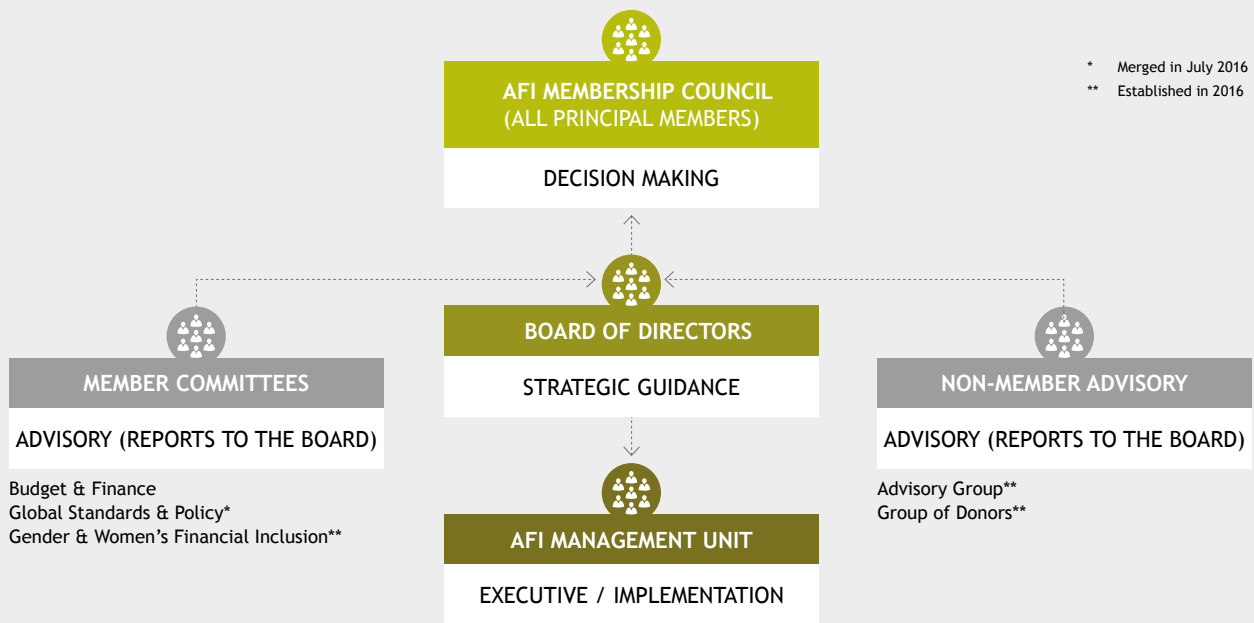 AFI MEMBERSHIP COUNCIL
(ALL PRINCIPAL MEMBERS)
DECISION MAKING
* Merged in July 2016
** Established in 2016
BOARD OF DIRECTORS
STRATEGIC GUIDANCE
MEMBER COMMITTEES
ADVISORY (REPORTS TO THE BOARD)
Budget & Finance
Global Standards & Policy*
Gender & Women’s Financial Inclusion**
NON-MEMBER ADVISORY
ADVISORY (REPORTS TO THE BOARD)
Advisory Group**
Group of Donors**
AFI MANAGEMENT UNIT
EXECUTIVE / IMPLEMENTATION